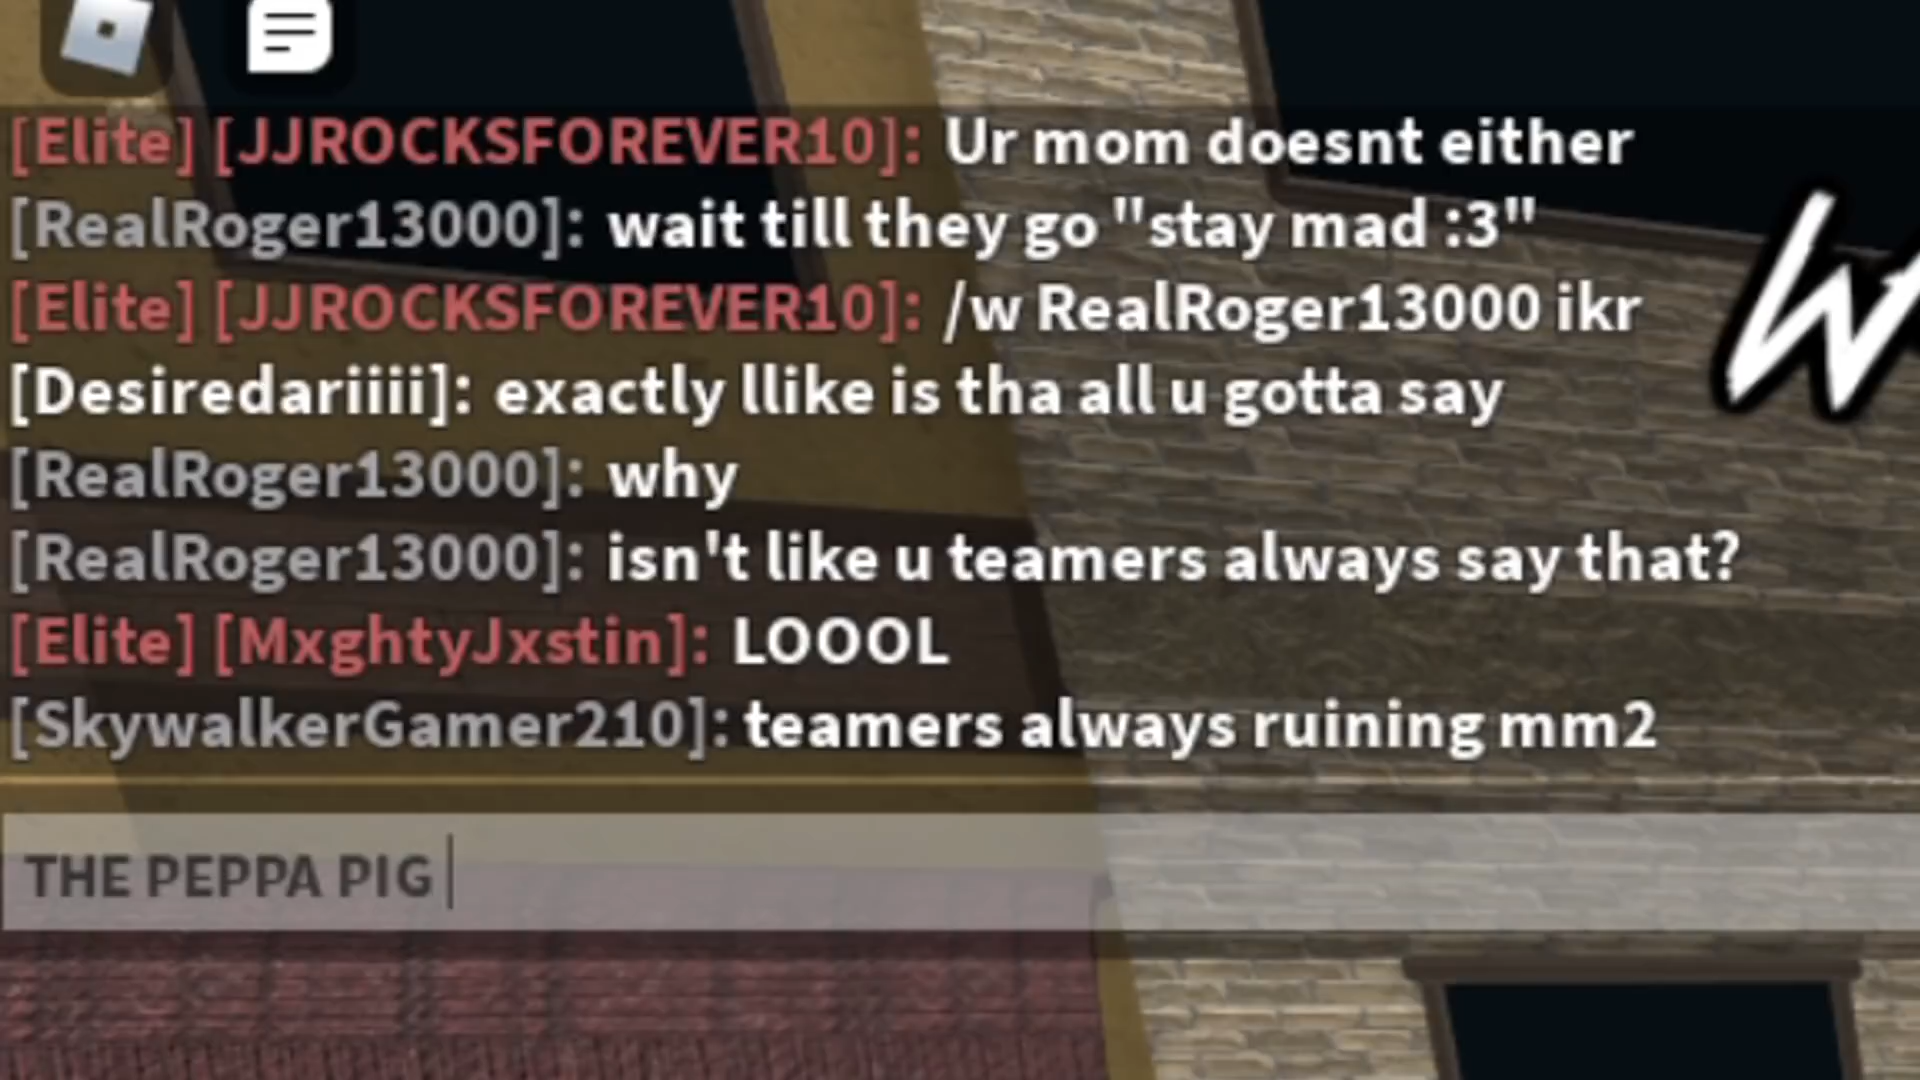 [Elite] [JJROCKSFOREVER10]: Ur mom doesnt either
[RealRoger13000]: wait till they go "stay mad :3"
[Elite] [JJROCKSFOREVER10]: /w RealRoger13000 ikr
[Desiredariiii]: exactly llike is tha all u gotta say
[RealRoger13000]: why
[RealRoger13000]: isn't like u teamers always say that?
[Elite] [MxghtyJxstin]: LOOOL
[SkywalkerGamer210]: teamers always ruining mm2
THE PEPPA PIG